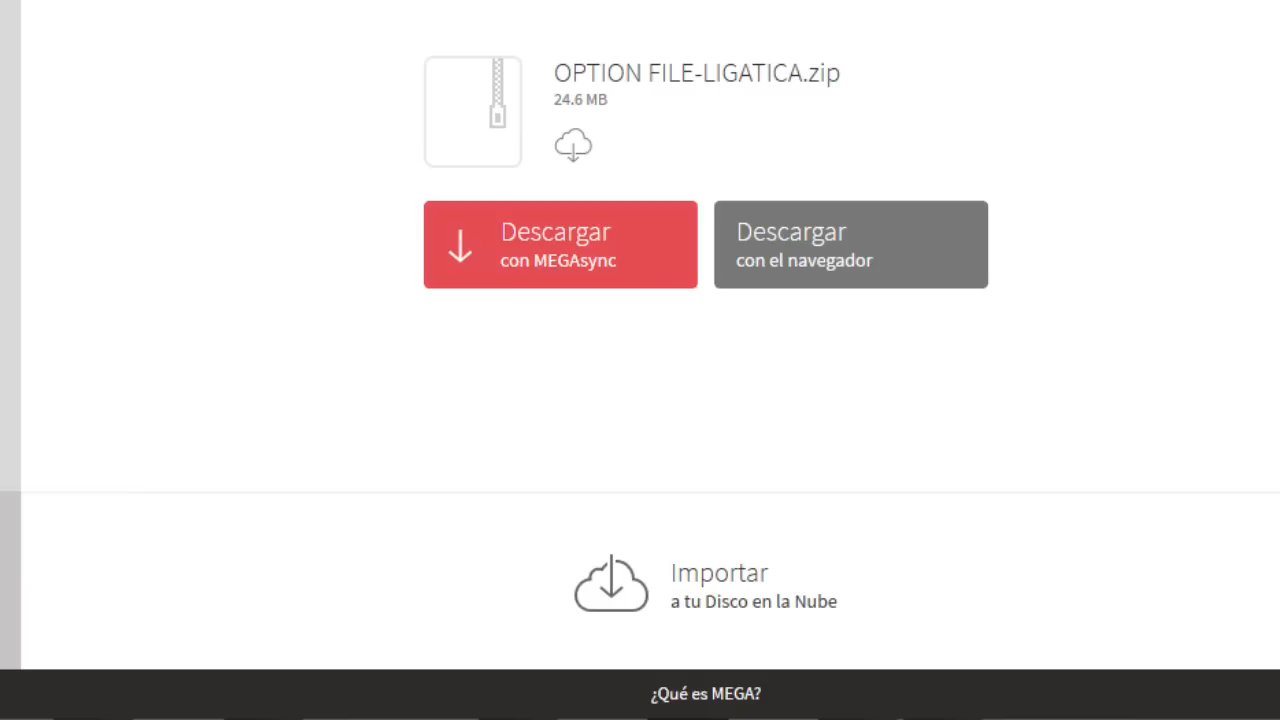 OPTION FILE-LIGATICA.zip
24.6 MB
Descargar
con MEGAsync
Descargar
con el navegador
Importar
a tu Disco en la Nube
¿Qué es MEGA?